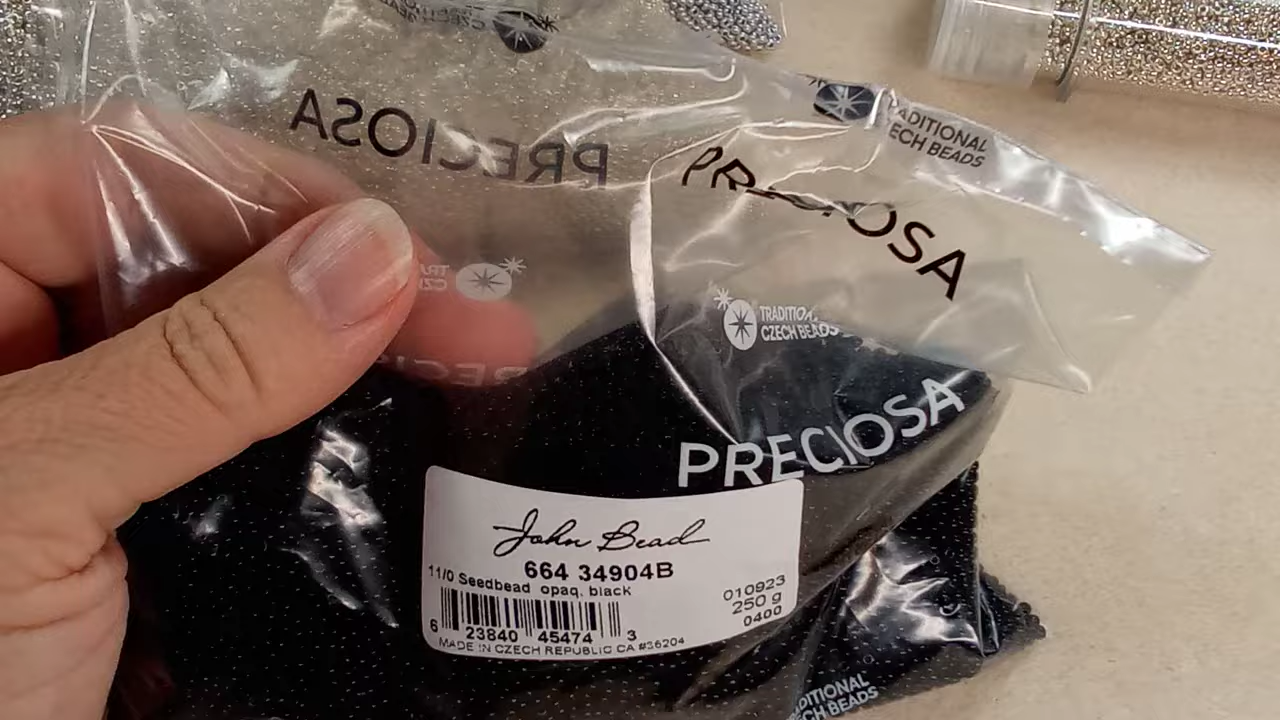 PRECIOSA
PRECIOSA
TRADITIONAL
CZECH BEADS
PRECIOSA
John Bead
664 34904B
11/0 Seedbead opaq. black
010923
250 g
0400
6 23840 45474 3
MADE IN CZECH REPUBLIC CA #36204
CZECH BEADS